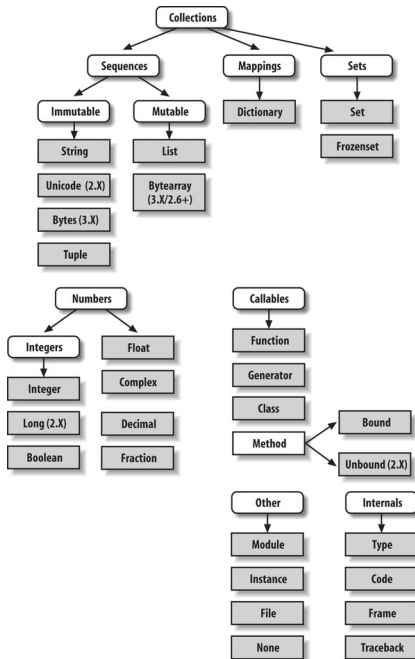 Collections
Sequences
Mappings
Sets
Immutable
Mutable
Dictionary
Set
String
List
Frozenset
Unicode (2.X)
Bytearray
(3.X/2.6+)
Bytes (3.X)
Tuple
Numbers
Callables
Integers
Float
Function
Integer
Complex
Generator
Long (2.X)
Decimal
Class
Boolean
Fraction
Method
Bound
Unbound (2.X)
Other
Internals
Module
Type
Instance
Code
File
Frame
None
Traceback